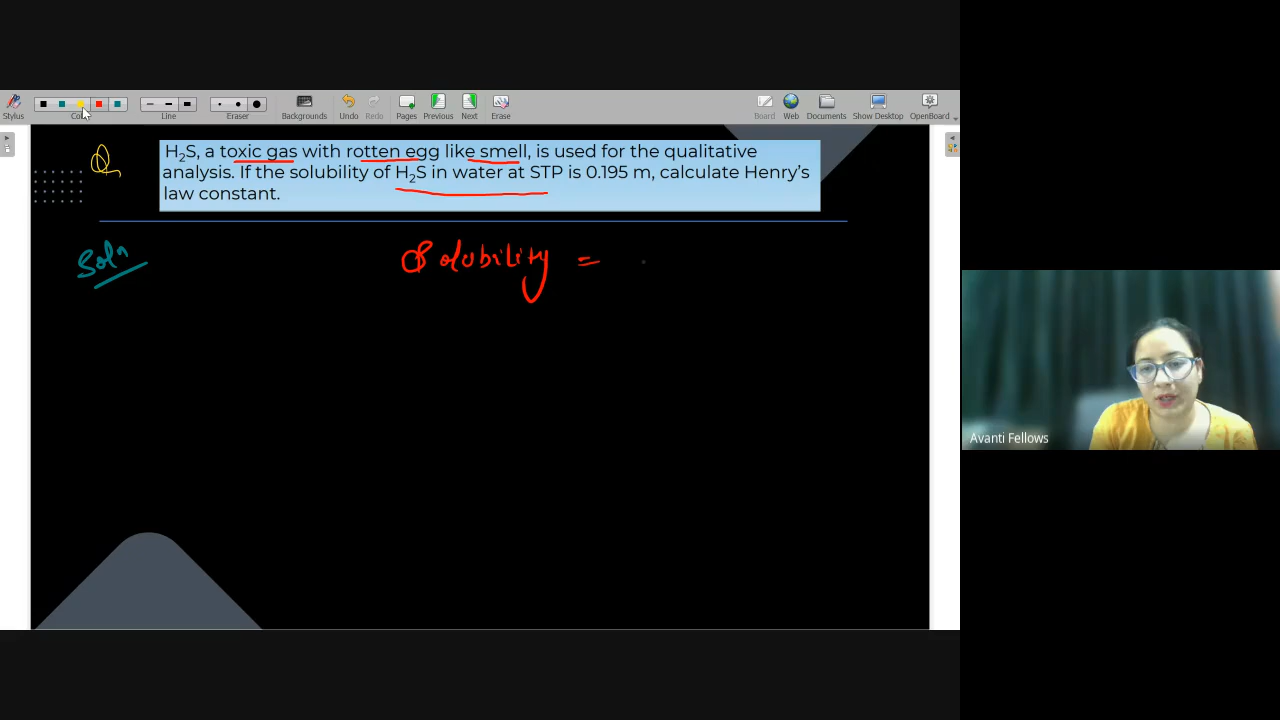 Stylus
Color
Line
Eraser
Backgrounds
Undo
Redo
Pages
Previous
Next
Erase
Board
Web
Documents
Show Desktop
OpenBoard
Q
H₂S, a toxic gas with rotten egg like smell, is used for the qualitative
analysis. If the solubility of H₂S in water at STP is 0.195 m, calculate Henry's
law constant.
Soln
Solubility =
Avanti Fellows